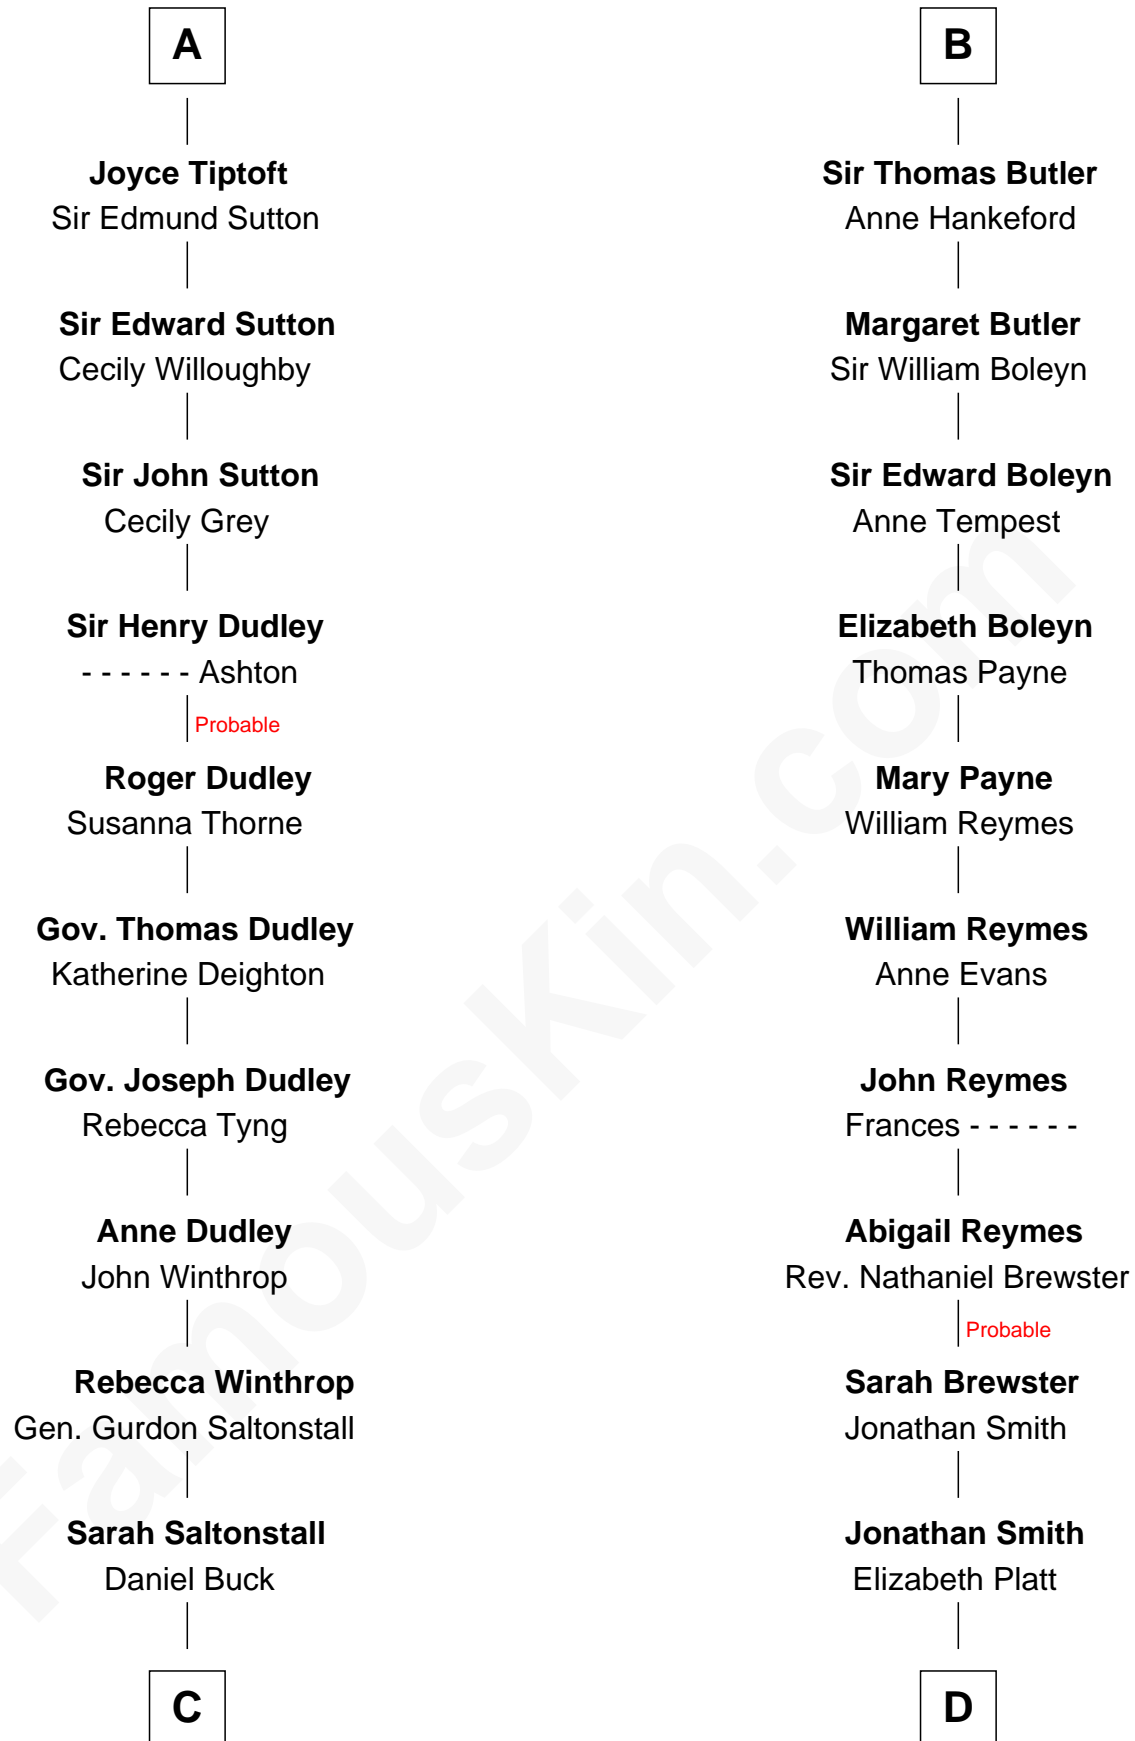 A
Joyce Tiptoft
Sir Edmund Sutton
Sir Edward Sutton
Cecily Willoughby
Sir John Sutton
Cecily Grey
Sir Henry Dudley
- - - - - - Ashton
Probable
Roger Dudley
Susanna Thorne
Gov. Thomas Dudley
Katherine Deighton
Gov. Joseph Dudley
Rebecca Tyng
Anne Dudley
John Winthrop
Rebecca Winthrop
Gen. Gurdon Saltonstall
Sarah Saltonstall
Daniel Buck
C
B
Sir Thomas Butler
Anne Hankeford
Margaret Butler
Sir William Boleyn
Sir Edward Boleyn
Anne Tempest
Elizabeth Boleyn
Thomas Payne
Mary Payne
William Reymes
William Reymes
Anne Evans
John Reymes
Frances - - - - - -
Abigail Reymes
Rev. Nathaniel Brewster
Probable
Sarah Brewster
Jonathan Smith
Jonathan Smith
Elizabeth Platt
D
FamousKin.com